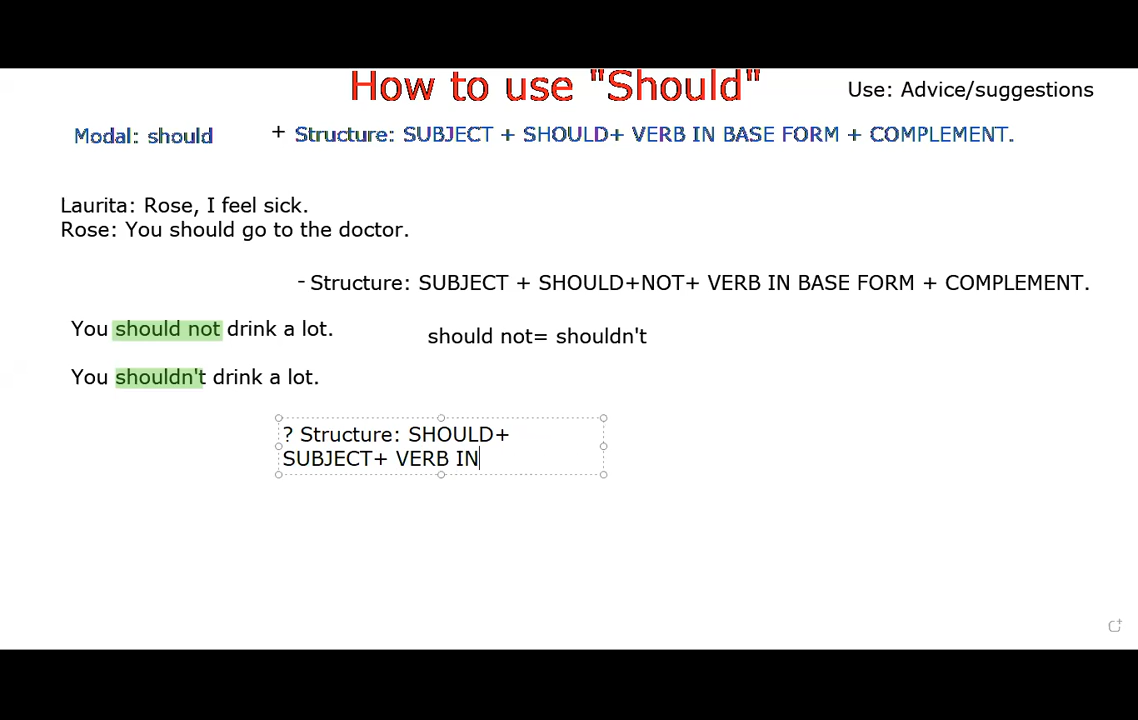 How to use "Should"
Use: Advice/suggestions
Modal: should
+ Structure: SUBJECT + SHOULD+ VERB IN BASE FORM + COMPLEMENT.
Laurita: Rose, I feel sick.
Rose: You should go to the doctor.
- Structure: SUBJECT + SHOULD+NOT+ VERB IN BASE FORM + COMPLEMENT.
You should not drink a lot.
should not= shouldn't
You shouldn't drink a lot.
? Structure: SHOULD+
SUBJECT+ VERB IN